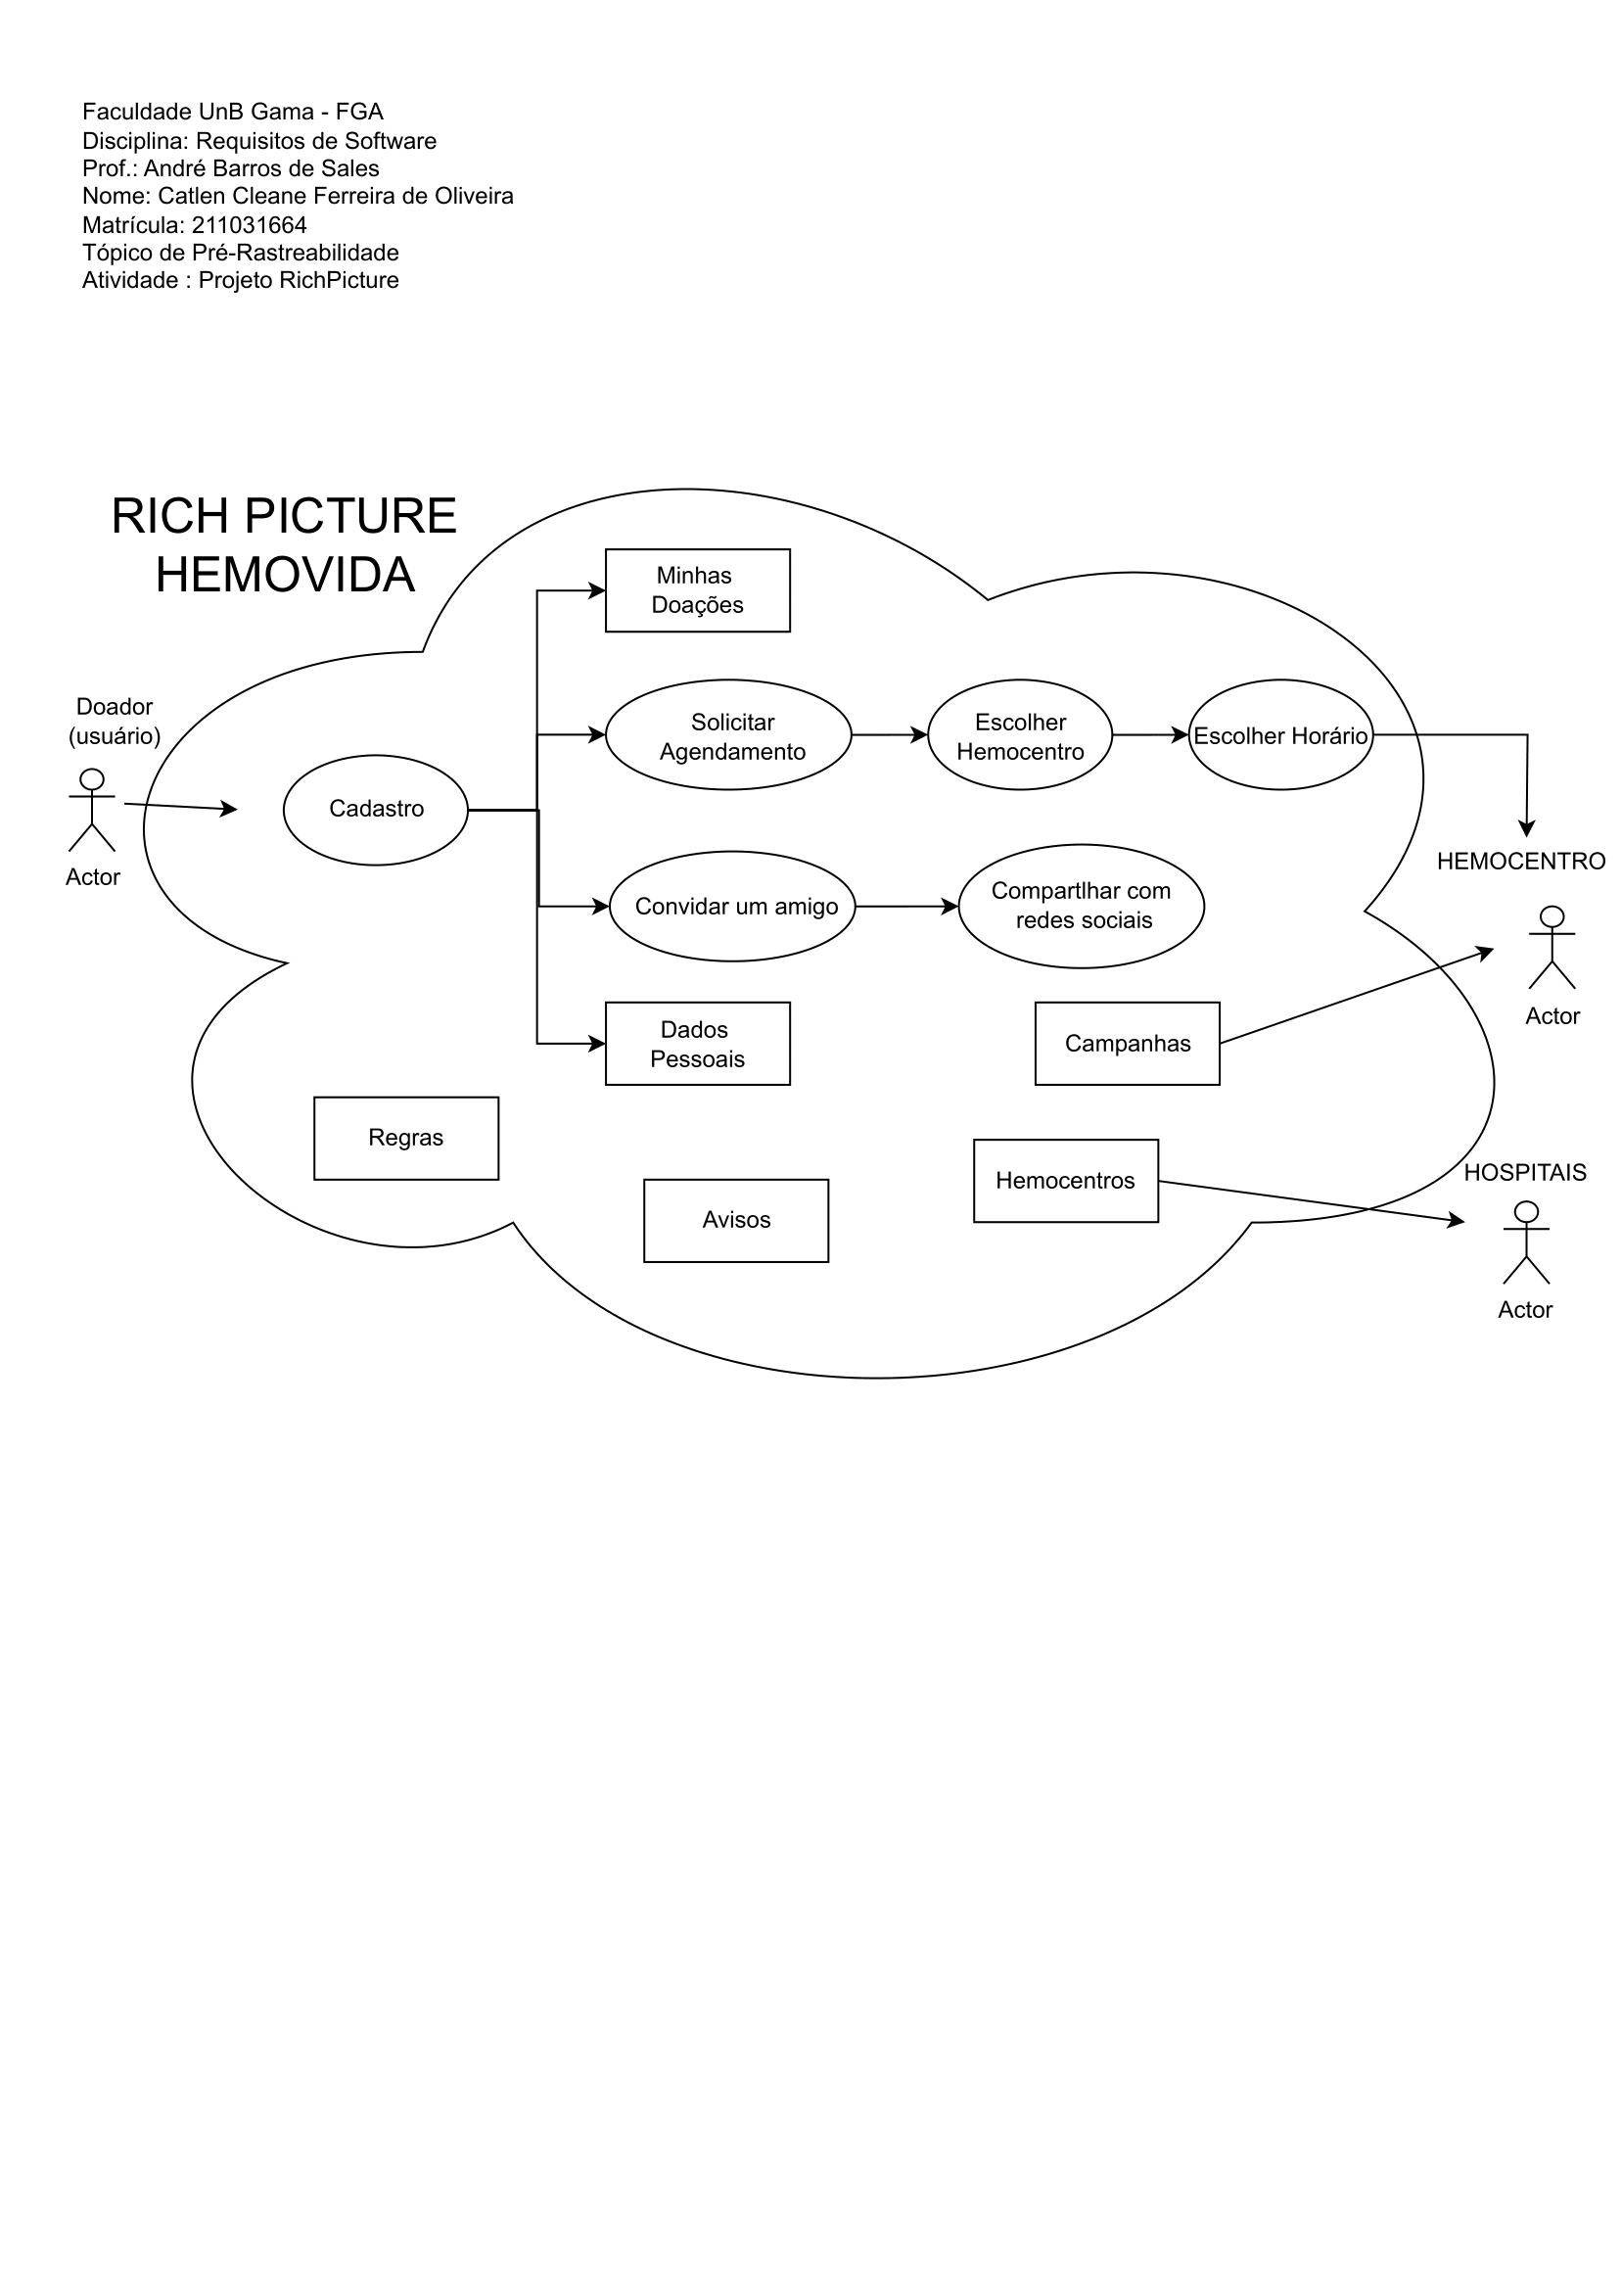 Faculdade UnB Gama - FGA
Disciplina: Requisitos de Software
Prof.: André Barros de Sales
Nome: Catlen Cleane Ferreira de Oliveira
Matrícula: 211031664
Tópico de Pré-Rastreabilidade
Atividade : Projeto RichPicture
RICH PICTURE
HEMOVIDA
Minhas
Doações
Doador
(usuário)
Actor
Cadastro
Solicitar
Agendamento
Escolher
Hemocentro
Escolher Horário
HEMOCENTRO
Actor
Convidar um amigo
Compartlhar com
redes sociais
Dados
Pessoais
Campanhas
Regras
Avisos
Hemocentros
HOSPITAIS
Actor